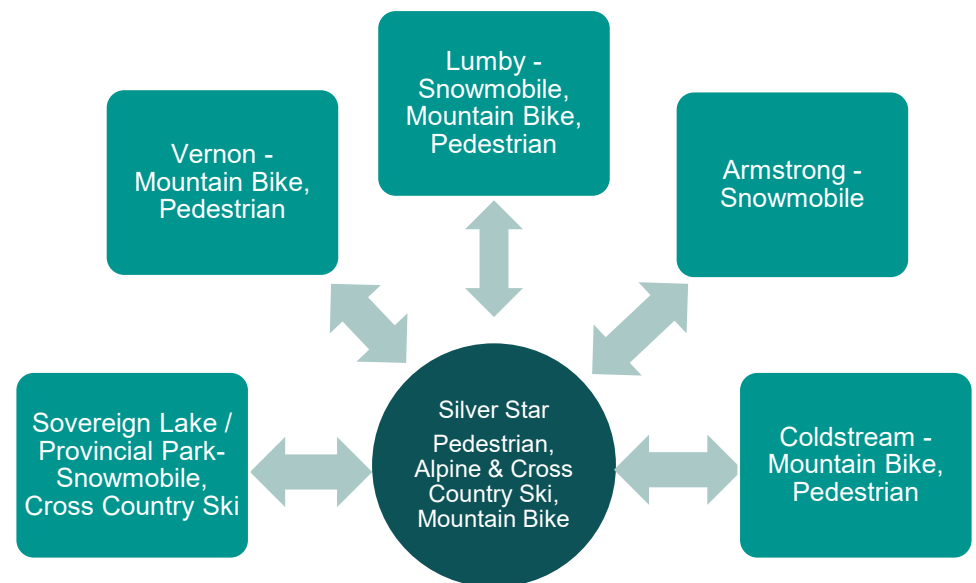 Lumby -
Snowmobile,
Mountain Bike,
Pedestrian
Vernon -
Mountain Bike,
Pedestrian
Armstrong -
Snowmobile
Sovereign Lake /
Provincial Park-
Snowmobile,
Cross Country Ski
Silver Star
Pedestrian,
Alpine & Cross
Country Ski,
Mountain Bike
Coldstream -
Mountain Bike,
Pedestrian